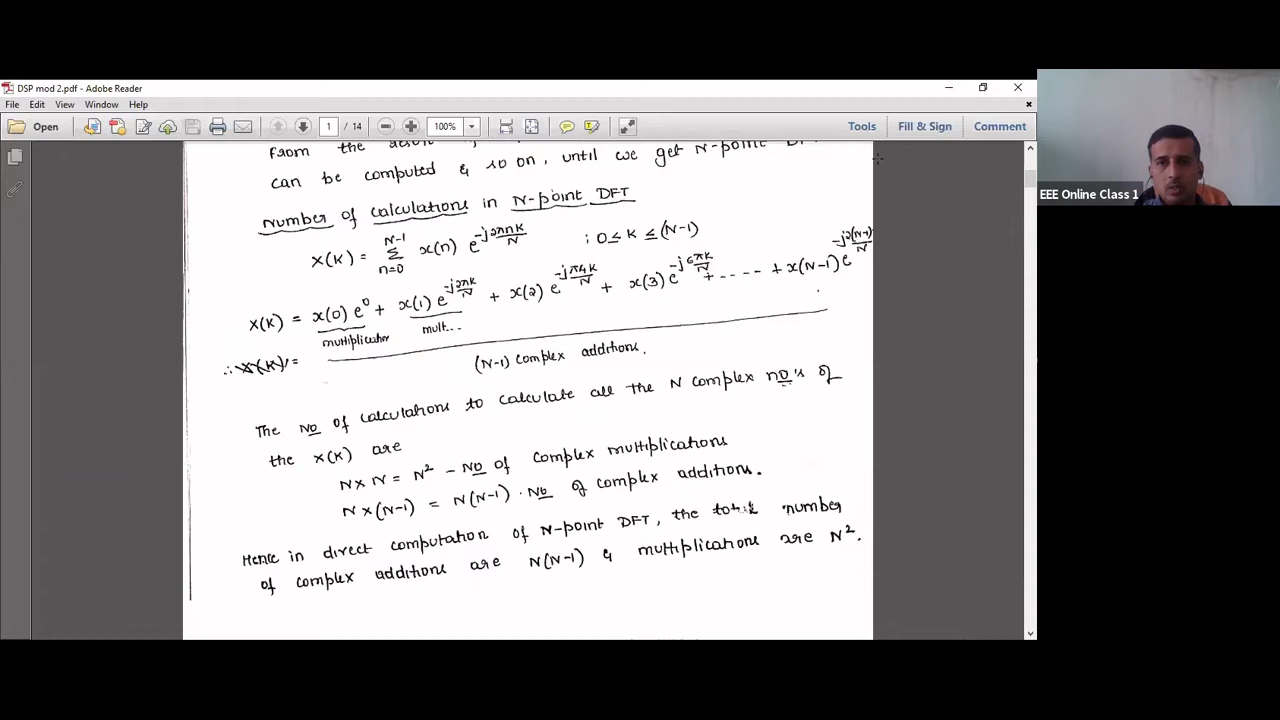 DSP mod 2.pdf - Adobe Reader
File Edit View Window Help
Open 1 / 14 100% Tools Fill & Sign Comment
EEE Online Class 1
From the
can be computed & so on, until we get N-point
Number of calculations in N-point DFT
X(K) = Σ_{n=0}^{N-1} x(n) e^{-j2πnK/N} ; 0 ≤ K ≤ (N-1)
X(K) = x(0) e^0 + x(1) e^{-j2πK/N} + x(2) e^{-jπ4K/N} + x(3) e^{-j6πK/N} + ---- + x(N-1) e^{-j2(N-1)/N}
multiplication mult...
∴ X(K) =
(N-1) complex additions.
The No of calculations to calculate all the N complex no's of
the X(K) are
N×N = N² - No of complex multiplications
N×(N-1) = N(N-1) . No of complex additions.
Hence in direct computation of N-point DFT, the total number
of complex additions are N(N-1) & multiplications are N².